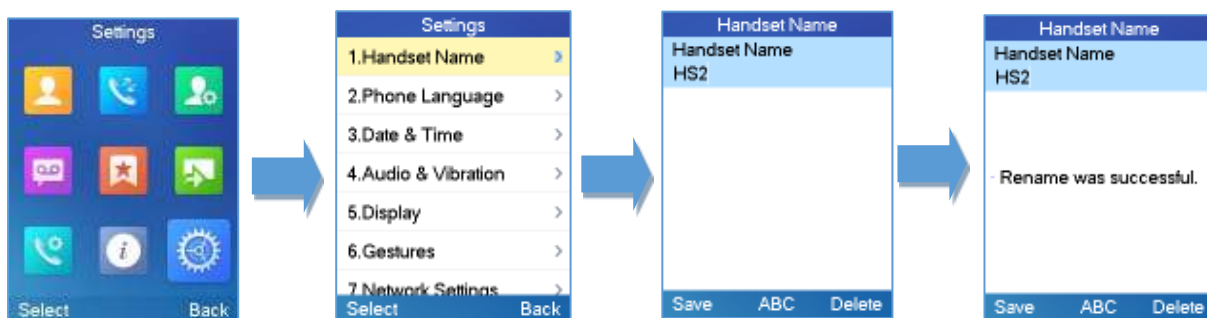 Settings
Select Back
Settings
1.Handset Name
2.Phone Language
3.Date & Time
4.Audio & Vibration
5.Display
6.Gestures
7.Network Settings
Select Back
Handset Name
Handset Name
HS2
Save ABC Delete
Handset Name
Handset Name
HS2
Rename was successful.
Save ABC Delete